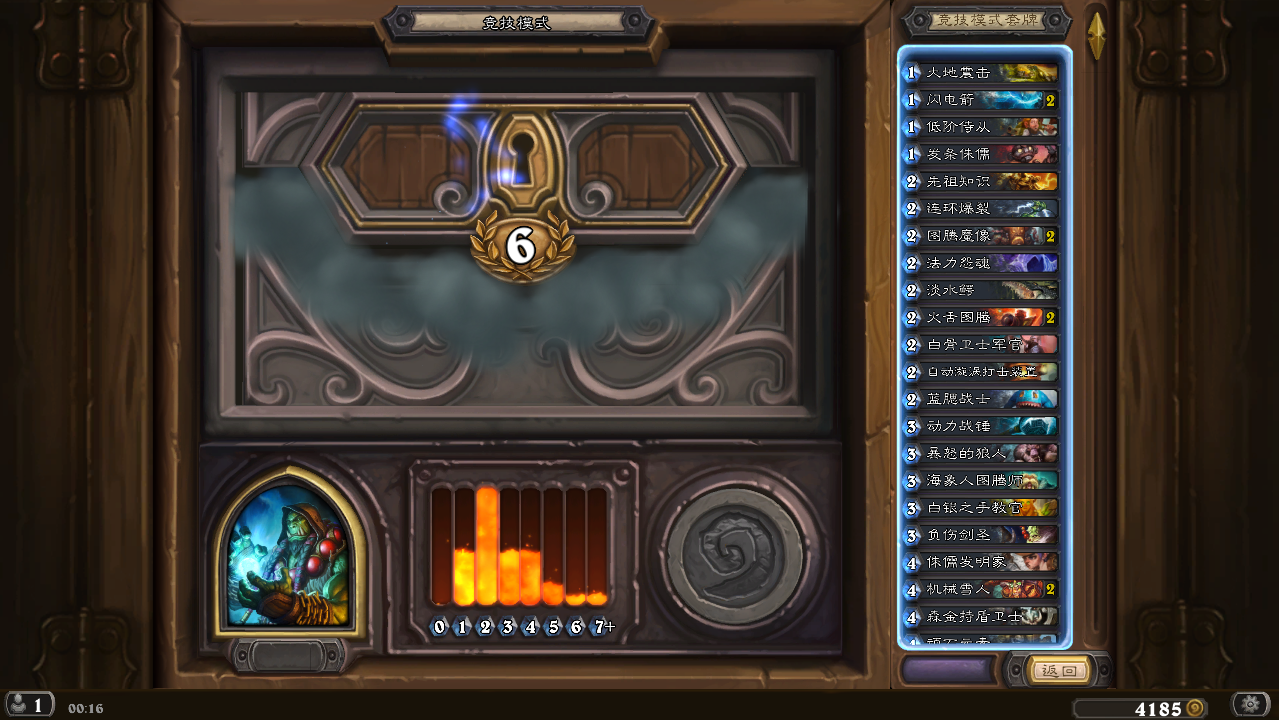 竞技模式
竞技模式套牌
1 大地震击
1 闪电箭 2
1 低阶侍从
1 发条侏儒
2 先祖知识
2 连环爆裂
2 图腾魔像 2
2 法力怨魂
2 淡水鳄
2 火舌图腾 2
2 白骨卫士军官
2 自动漩涡打击装置
2 蓝腮战士
3 动力战锤
3 暴怒的狼人
3 海象人图腾师
3 白银之手教官
3 负伤剑圣
4 侏儒发明家
4 机械雪人 2
4 森金持盾卫士
6
0 1 2 3 4 5 6 7+
返回
1 00:16
4185